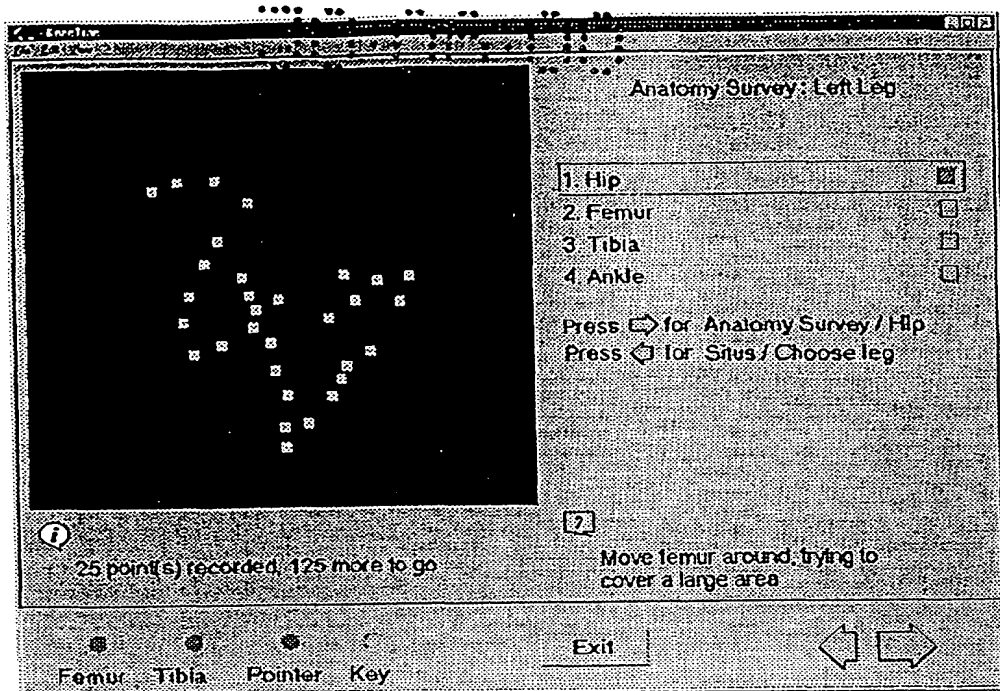 Anatomy Survey : Left Leg
1. Hip
2. Femur
3. Tibia
4. Ankle
Press for Anatomy Survey / Hip
Press for Situs / Choose leg
i
25 point(s) recorded, 125 more to go
?
Move femur around, trying to
cover a large area
Femur Tibia Pointer Key
Exit